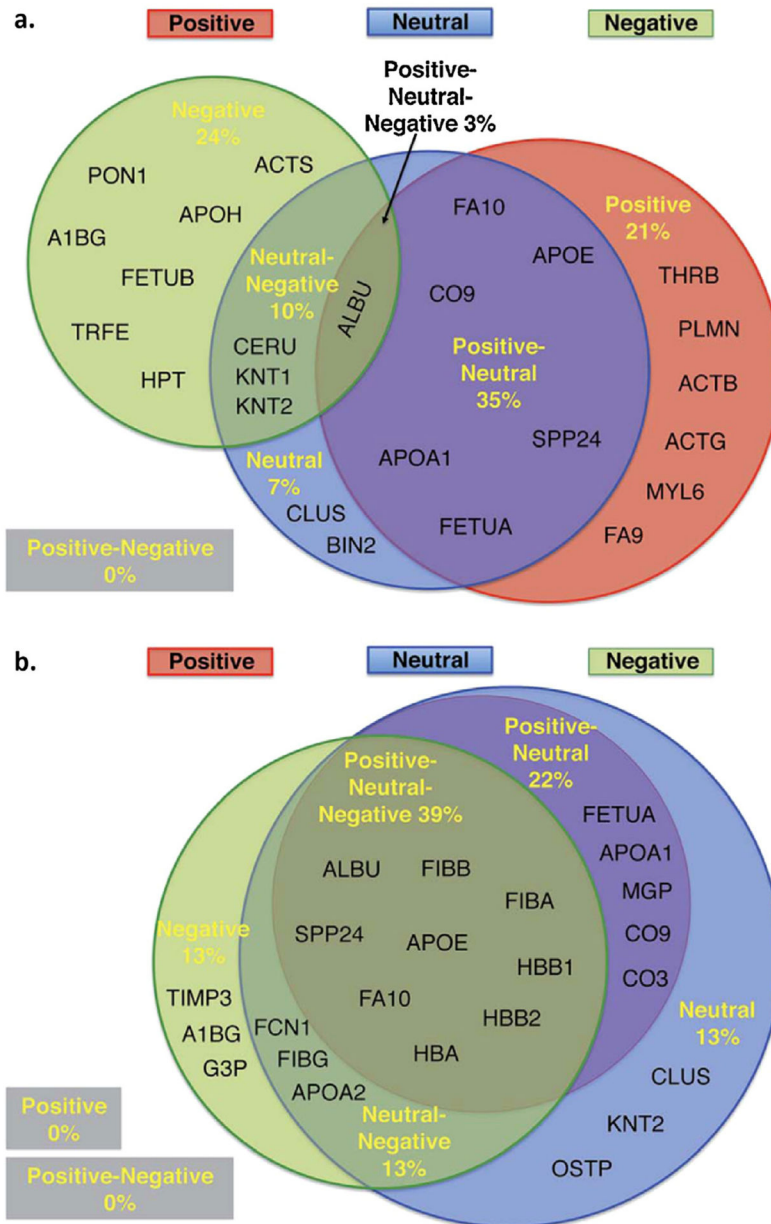 a.
Positive
Neutral
Negative
Positive-
Neutral-
Negative 3%
Negative
24%
PON1
ACTS
A1BG
APOH
FETUB
TRFE
HPT
Neutral-
Negative
10%
CERU
KNT1
KNT2
ALBU
FA10
APOE
CO9
Positive-
Neutral
35%
APOA1
SPP24
FETUA
Positive
21%
THRB
PLMN
ACTB
ACTG
MYL6
FA9
Neutral
7%
CLUS
BIN2
Positive-Negative
0%
b.
Positive
Neutral
Negative
Positive-
Neutral-
Negative 39%
Positive-
Neutral
22%
FETUA
APOA1
MGP
CO9
CO3
ALBU
FIBB
FIBA
SPP24
APOE
HBB1
FA10
HBB2
HBA
Negative
13%
TIMP3
A1BG
G3P
FCN1
FIBG
APOA2
Neutral-
Negative
13%
Neutral
13%
CLUS
KNT2
OSTP
Positive
0%
Positive-Negative
0%